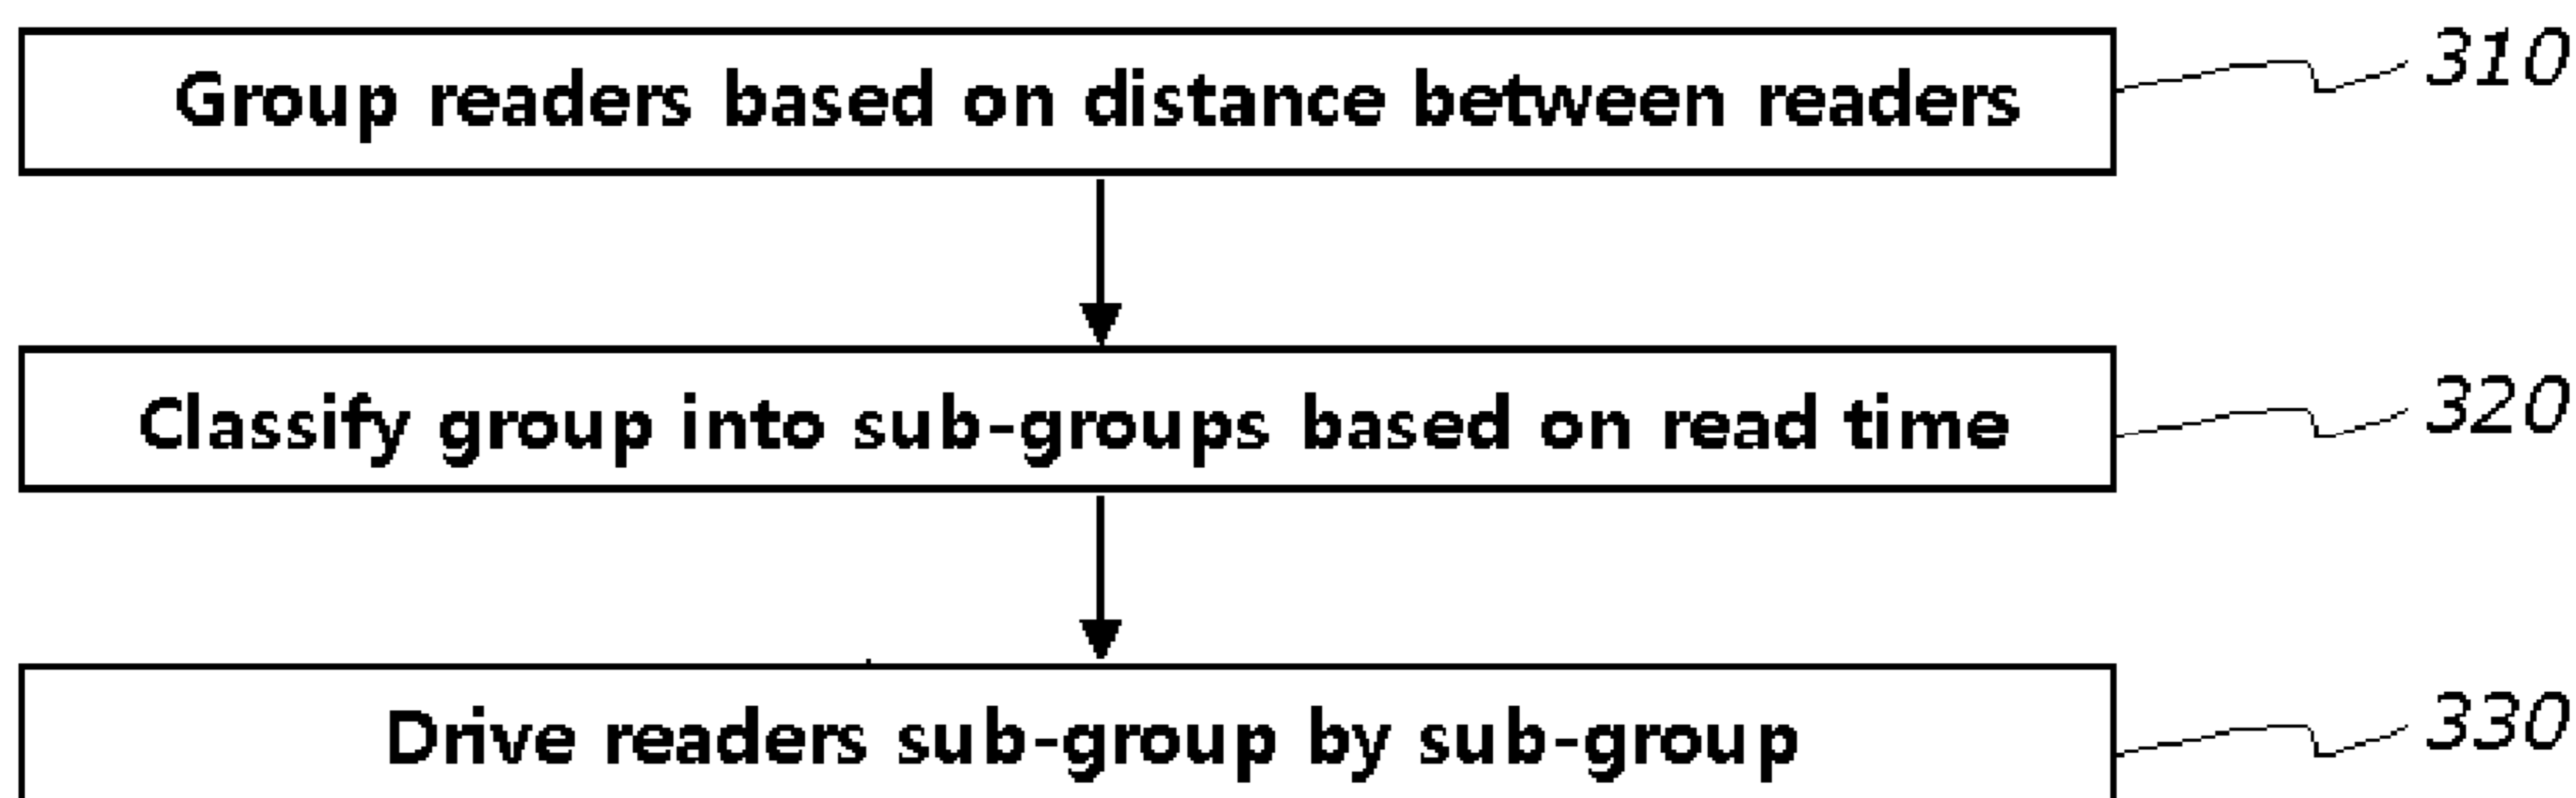 Group readers based on distance between readers 310
Classify group into sub-groups based on read time 320
Drive readers sub-group by sub-group 330